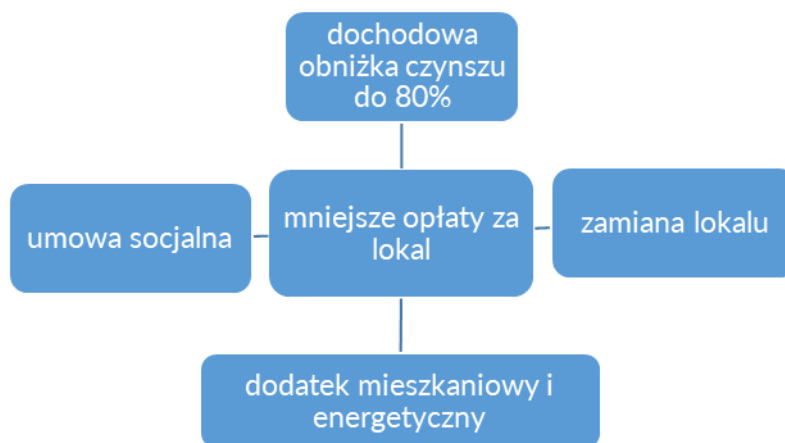 dochodowa
obniżka czynszu
do 80%
umowa socjalna
mniejsze opłaty za
lokal
zamiana lokalu
dodatek mieszkaniowy i
energetyczny